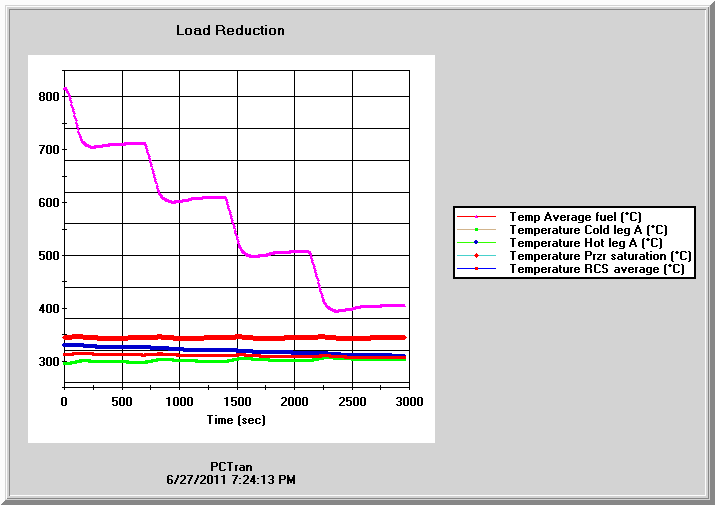 Load Reduction
800
700
600
500
400
300
0 500 1000 1500 2000 2500 3000
Time (sec)
Temp Average fuel (*C)
Temperature Cold leg A (*C)
Temperature Hot leg A (*C)
Temperature Przr saturation (*C)
Temperature RCS average (*C)
PCTran
6/27/2011 7:24:13 PM